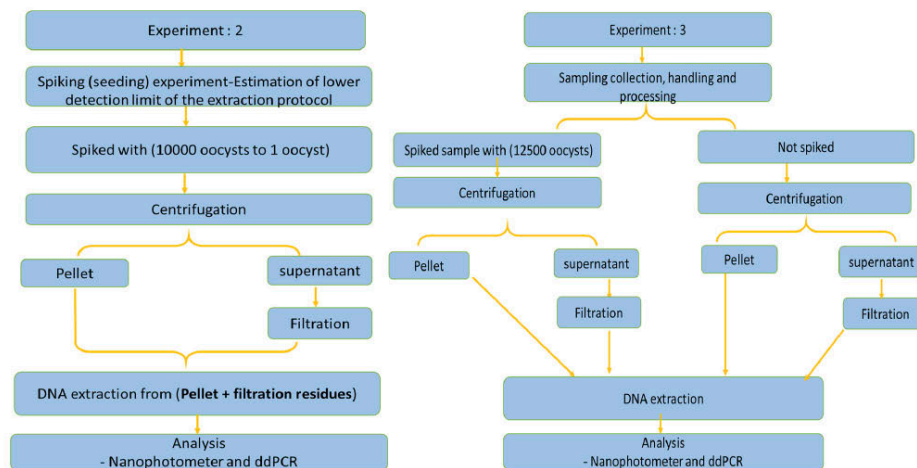 Experiment : 2
Spiking (seeding) experiment-Estimation of lower
detection limit of the extraction protocol
Spiked with (10000 oocysts to 1 oocyst)
Centrifugation
Pellet
supernatant
Filtration
DNA extraction from (Pellet + filtration residues)
Analysis
- Nanophotometer and ddPCR
Experiment : 3
Sampling collection, handling and
processing
Spiked sample with (12500 oocysts)
Not spiked
Centrifugation
Centrifugation
Pellet
supernatant
Pellet
supernatant
Filtration
Filtration
DNA extraction
Analysis
- Nanophotometer and ddPCR